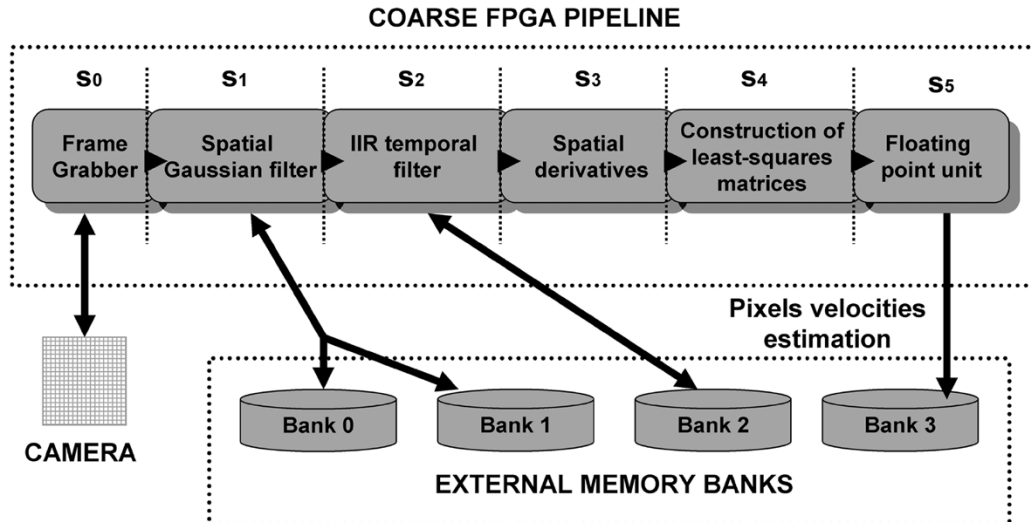 COARSE FPGA PIPELINE
S0
S1
S2
S3
S4
S5
Frame
Grabber
Spatial
Gaussian filter
IIR temporal
filter
Spatial
derivatives
Construction of
least-squares
matrices
Floating
point unit
Pixels velocities
estimation
CAMERA
Bank 0
Bank 1
Bank 2
Bank 3
EXTERNAL MEMORY BANKS